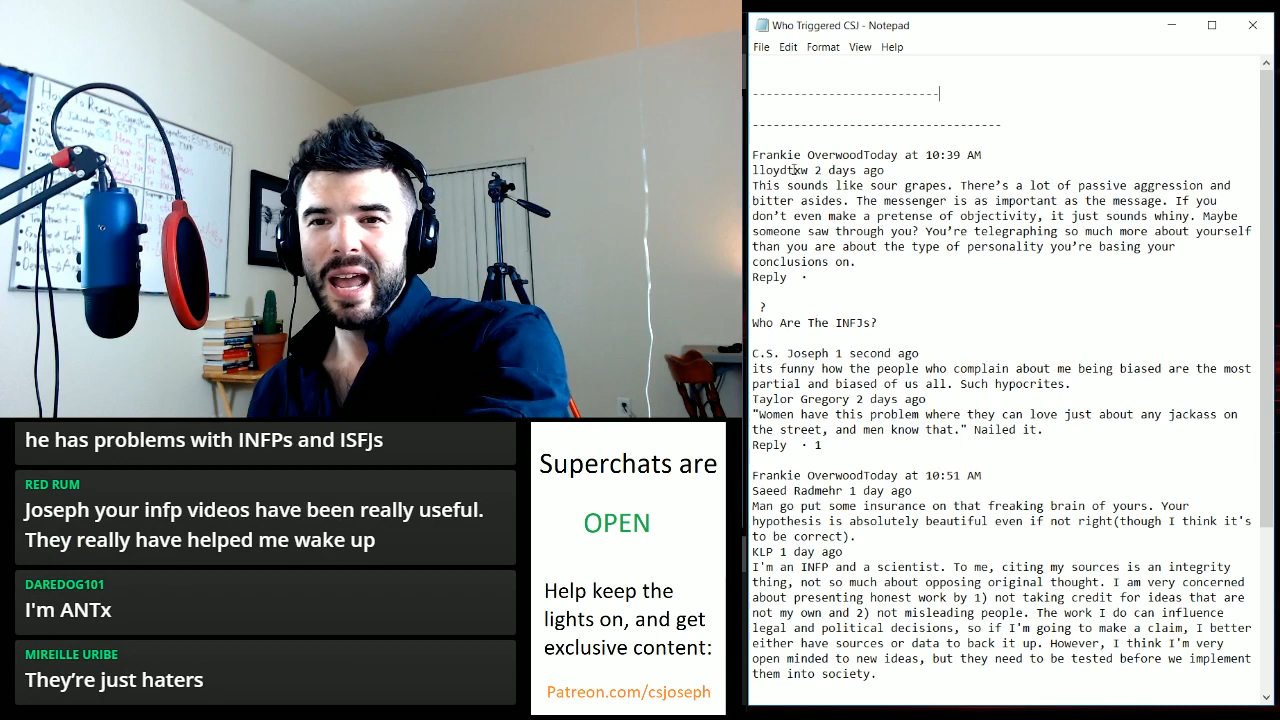 How To Reach
he has problems with INFPs and ISFJs
RED RUM
Joseph your infp videos have been really useful.
They really have helped me wake up
DAREDOG101
I'm ANTx
MIREILLE URIBE
They're just haters
Superchats are
OPEN
Help keep the
lights on, and get
exclusive content:
Patreon.com/csjoseph
Who Triggered CSJ - Notepad
File Edit Format View Help
---------------------------
------------------------------------
Frankie OverwoodToday at 10:39 AM
lloydtxw 2 days ago
This sounds like sour grapes. There’s a lot of passive aggression and
bitter asides. The messenger is as important as the message. If you
don’t even make a pretense of objectivity, it just sounds whiny. Maybe
someone saw through you? You’re telegraphing so much more about yourself
than you are about the type of personality you’re basing your
conclusions on.
Reply ·
?
Who Are The INFJs?
C.S. Joseph 1 second ago
its funny how the people who complain about me being biased are the most
partial and biased of us all. Such hypocrites.
Taylor Gregory 2 days ago
"Women have this problem where they can love just about any jackass on
the street, and men know that." Nailed it.
Reply · 1
Frankie OverwoodToday at 10:51 AM
Saeed Radmehr 1 day ago
Man go put some insurance on that freaking brain of yours. Your
hypothesis is absolutely beautiful even if not right(though I think it's
to be correct).
KLP 1 day ago
I'm an INFP and a scientist. To me, citing my sources is an integrity
thing, not so much about opposing original thought. I am very concerned
about presenting honest work by 1) not taking credit for ideas that are
not my own and 2) not misleading people. The work I do can influence
legal and political decisions, so if I'm going to make a claim, I better
either have sources or data to back it up. However, I think I'm very
open minded to new ideas, but they need to be tested before we implement
them into society.